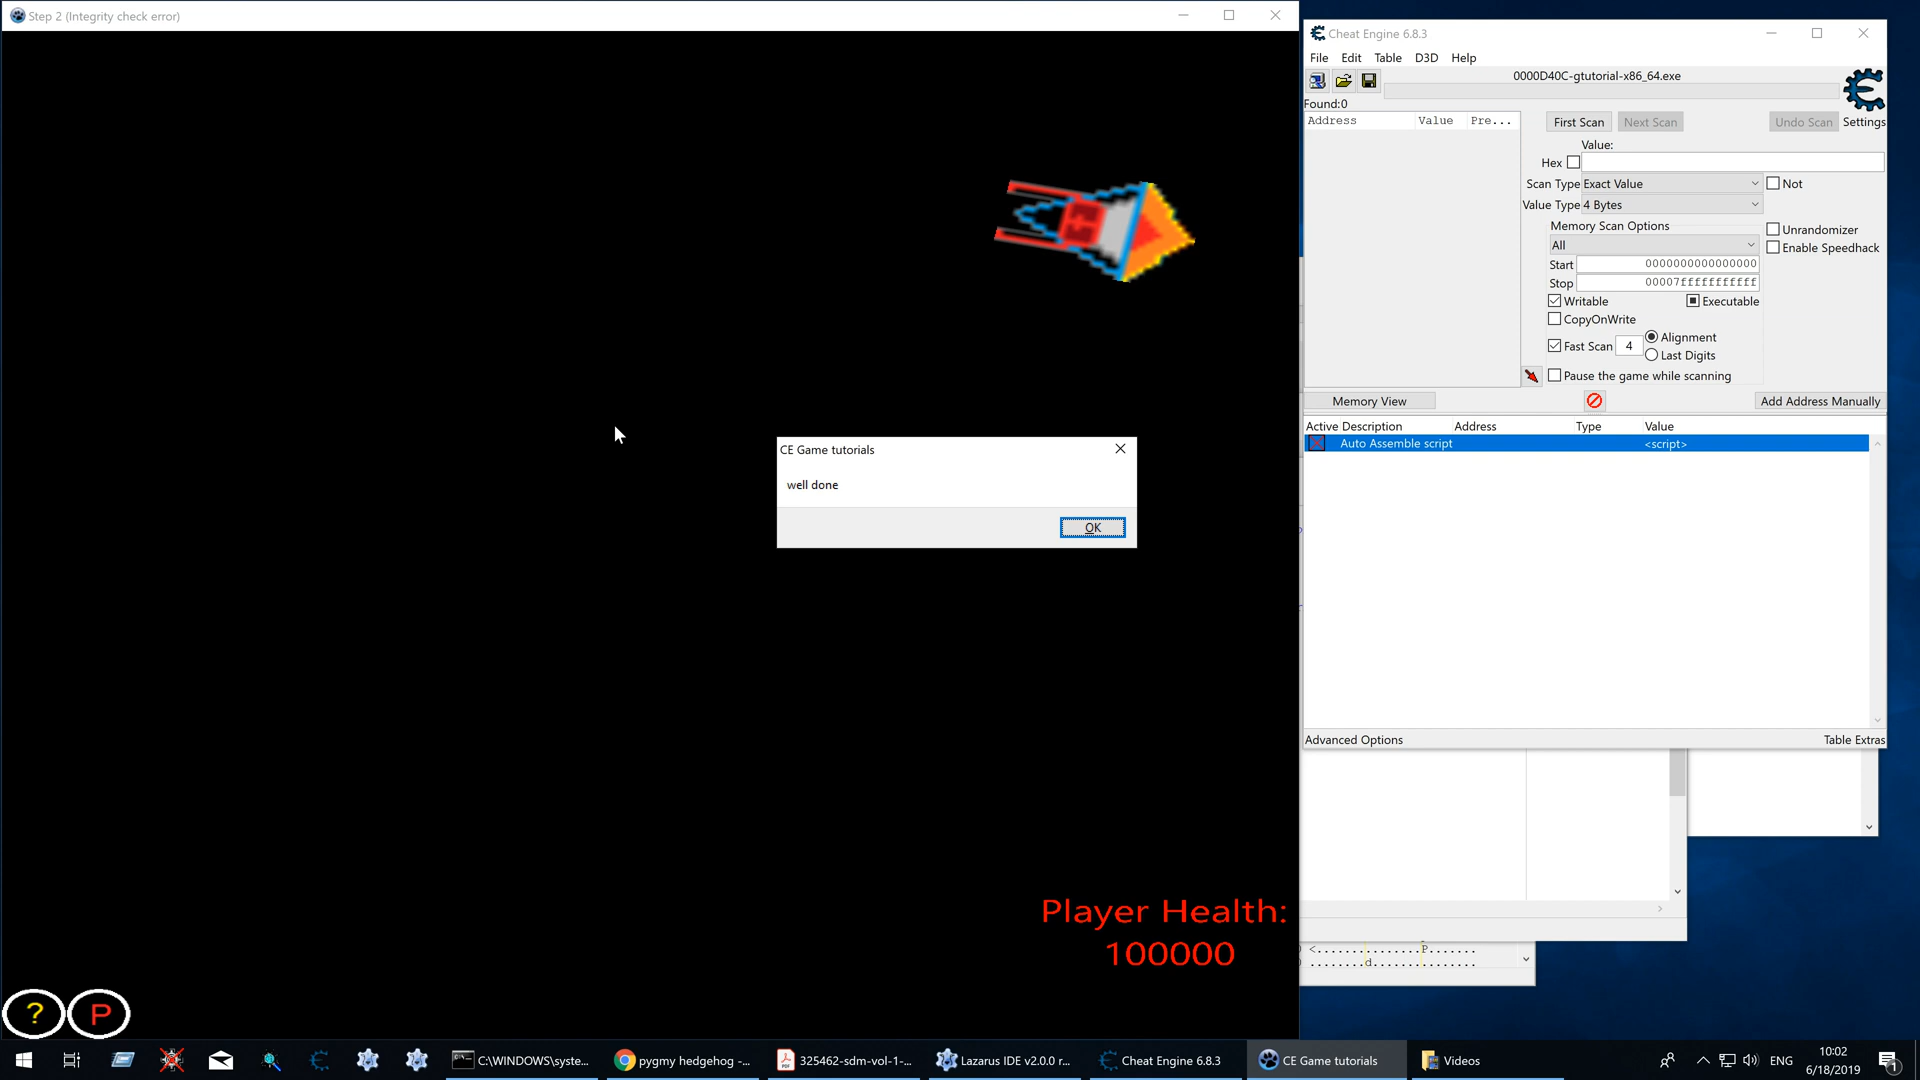 Step 2 (Integrity check error)
CE Game tutorials
well done
OK
Player Health:
100000
?
P
Cheat Engine 6.8.3
File Edit Table D3D Help
0000D40C-gtutorial-x86_64.exe
Found:0
Address Value Pre...
First Scan Next Scan Undo Scan Settings
Value:
Hex
Scan Type Exact Value Not
Value Type 4 Bytes
Memory Scan Options
All
Unrandomizer
Enable Speedhack
Start 0000000000000000
Stop 00007fffffffffff
Writable Executable
CopyOnWrite
Fast Scan 4 Alignment
Last Digits
Pause the game while scanning
Memory View Add Address Manually
Active Description Address Type Value
Auto Assemble script <script>
Advanced Options Table Extras
<...............P.......
........d...............
C:\WINDOWS\syste... pygmy hedgehog -... 325462-sdm-vol-1-... Lazarus IDE v2.0.0 r... Cheat Engine 6.8.3 CE Game tutorials Videos ENG
10:02
6/18/2019
1